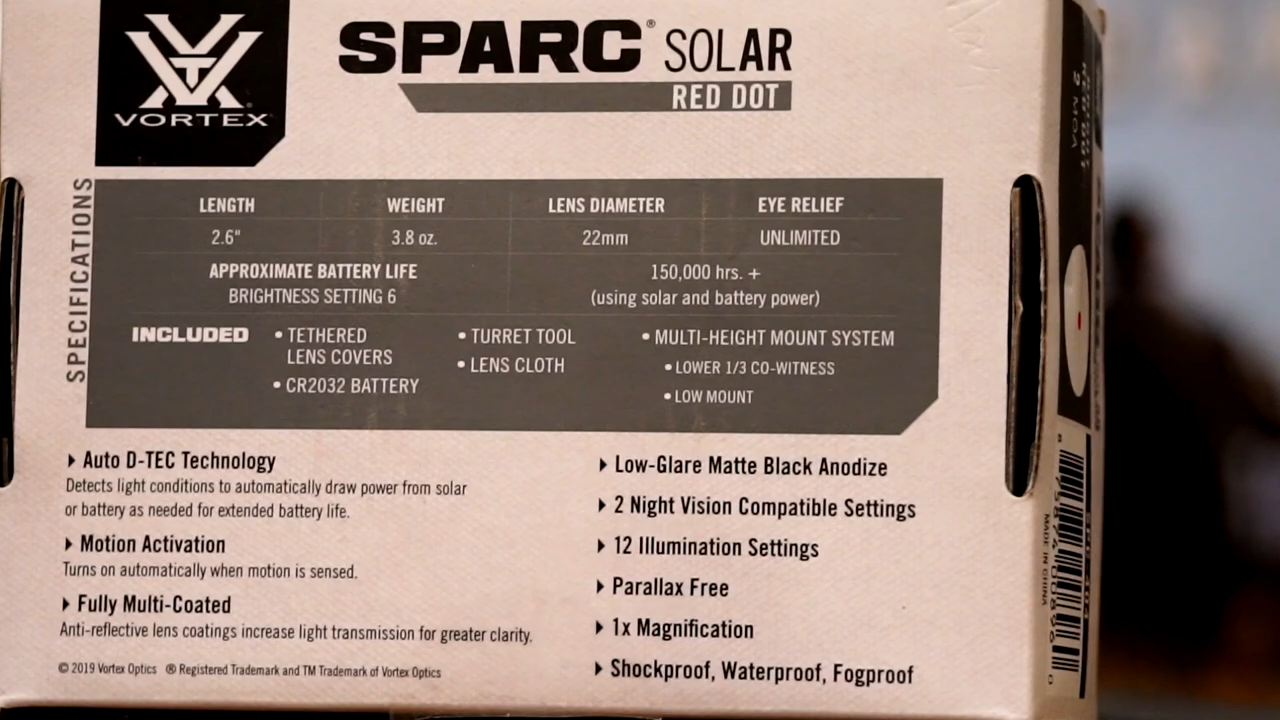 VORTEX
SPARC® SOLAR
RED DOT
SPECIFICATIONS
LENGTH WEIGHT LENS DIAMETER EYE RELIEF
2.6" 3.8 oz. 22mm UNLIMITED
APPROXIMATE BATTERY LIFE 150,000 hrs. +
BRIGHTNESS SETTING 6 (using solar and battery power)
INCLUDED • TETHERED • TURRET TOOL • MULTI-HEIGHT MOUNT SYSTEM
LENS COVERS • LENS CLOTH • LOWER 1/3 CO-WITNESS
• CR2032 BATTERY • LOW MOUNT
Auto D-TEC Technology
Detects light conditions to automatically draw power from solar
or battery as needed for extended battery life.
Motion Activation
Turns on automatically when motion is sensed.
Fully Multi-Coated
Anti-reflective lens coatings increase light transmission for greater clarity.
© 2019 Vortex Optics ® Registered Trademark and TM Trademark of Vortex Optics
Low-Glare Matte Black Anodize
2 Night Vision Compatible Settings
12 Illumination Settings
Parallax Free
1x Magnification
Shockproof, Waterproof, Fogproof
2 MOA
MADE IN CHINA